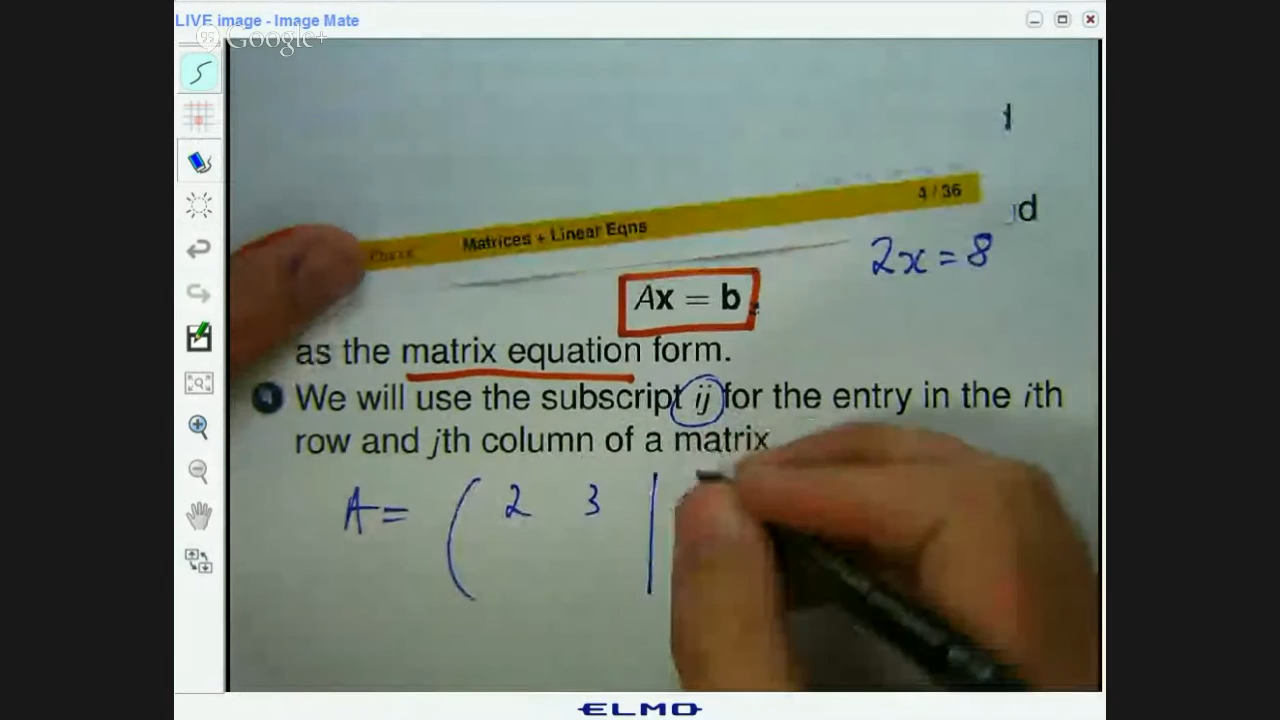 LIVE image - Image Mate
Google+
4 / 36
Matrices + Linear Eqns
d
2x = 8
Ax = b
as the matrix equation form.
4 We will use the subscript ij for the entry in the ith
row and jth column of a matrix
A = ( 2 3 |
ELMO